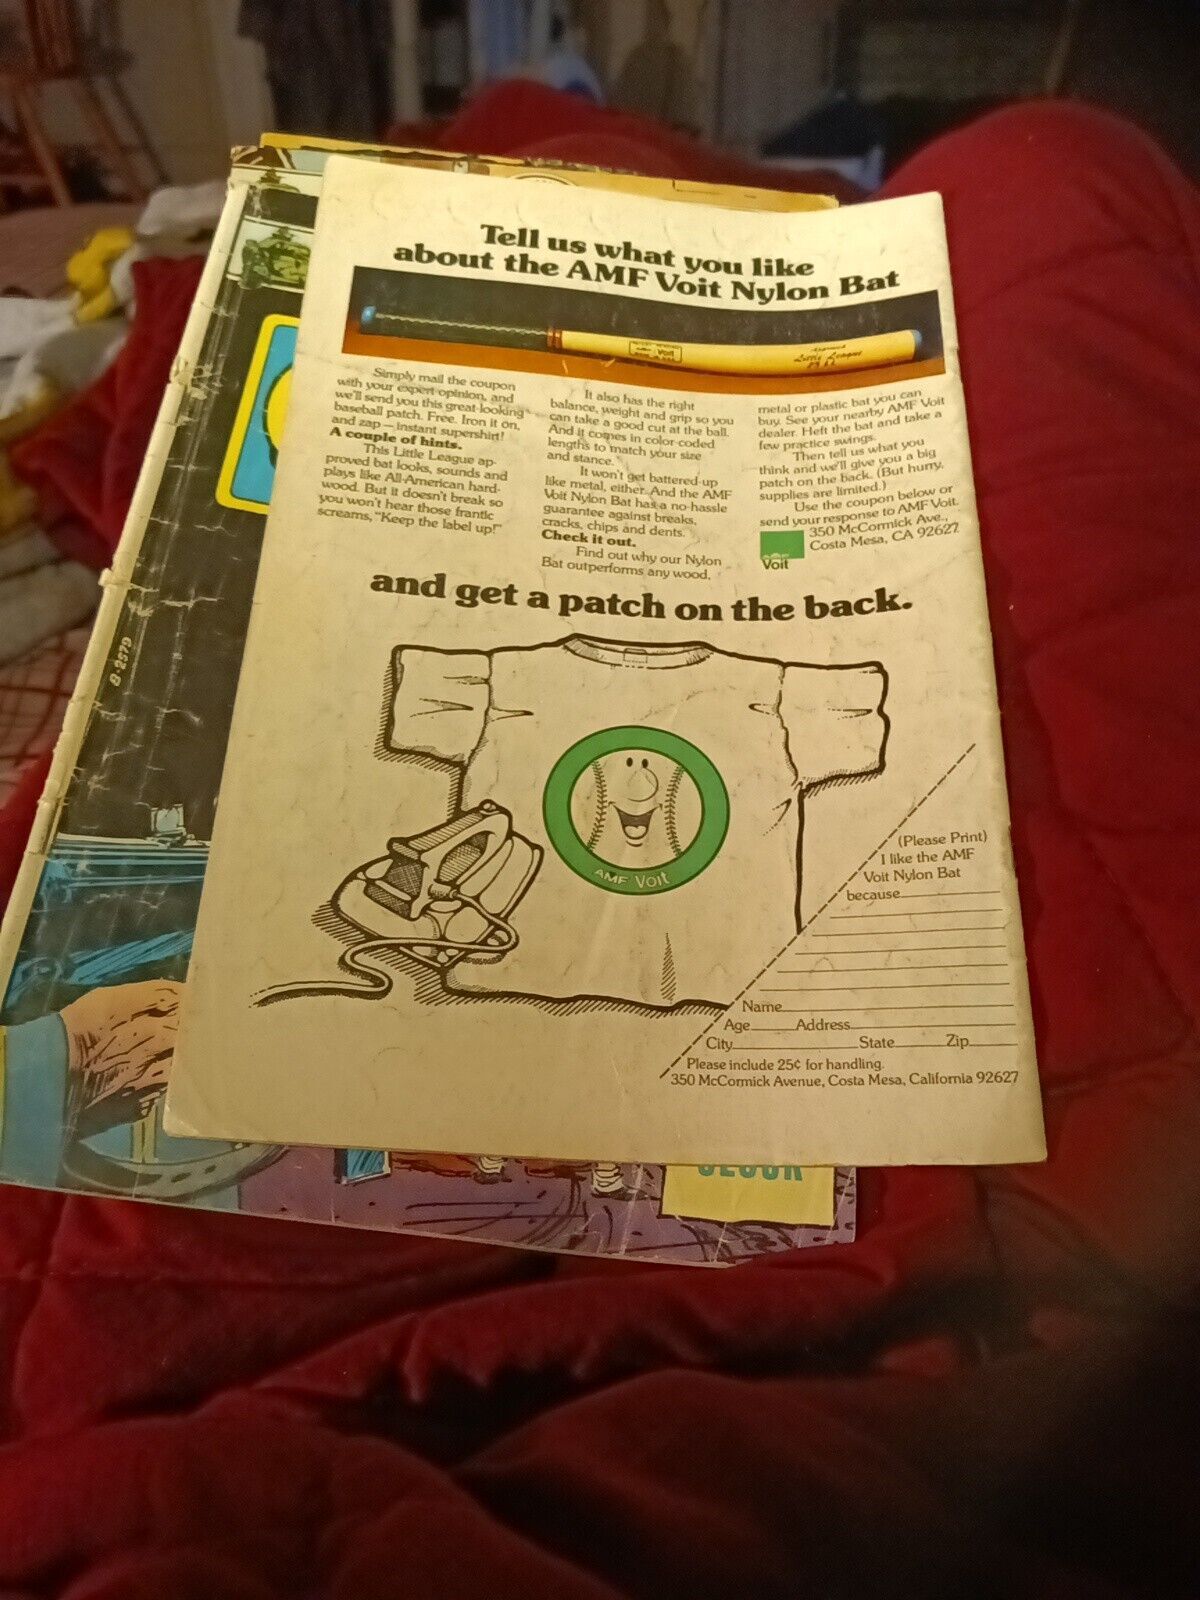 Tell us what you like
about the AMF Voit Nylon Bat
Voit
Approved
Little League
Simply mail the coupon
with your expert opinion, and
we'll send you this great-looking
baseball patch. Free. Iron it on,
and zap — instant supershirt!
A couple of hints.
This Little League ap-
proved bat looks, sounds and
plays like All-American hard-
wood. But it doesn't break so
you won't hear those frantic
screams, "Keep the label up!"
It also has the right
balance, weight and grip so you
can take a good cut at the ball.
And it comes in color-coded
lengths to match your size
and stance.
It won't get battered-up
like metal, either. And the AMF
Voit Nylon Bat has a no-hassle
guarantee against breaks,
cracks, chips and dents.
Check it out.
Find out why our Nylon
Bat outperforms any wood,
metal or plastic bat you can
buy. See your nearby AMF Voit
dealer. Heft the bat and take a
few practice swings.
Then tell us what you
think and we'll give you a big
patch on the back. (But hurry,
supplies are limited.)
Use the coupon below or
send your response to AMF Voit.
350 McCormick Ave.,
Costa Mesa, CA 92627.
Voit
and get a patch on the back.
AMF Voit
(Please Print)
I like the AMF
Voit Nylon Bat
because
Name
Age Address
City State Zip
Please include 25¢ for handling.
350 McCormick Avenue, Costa Mesa, California 92627
B-2579